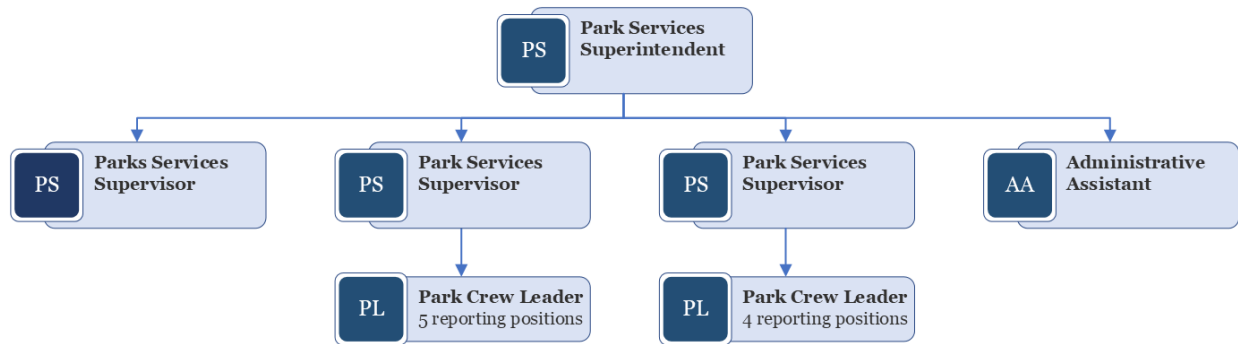 PS
Park Services
Superintendent
PS
Parks Services
Supervisor
PS
Park Services
Supervisor
PS
Park Services
Supervisor
AA
Administrative
Assistant
PL
Park Crew Leader
5 reporting positions
PL
Park Crew Leader
4 reporting positions